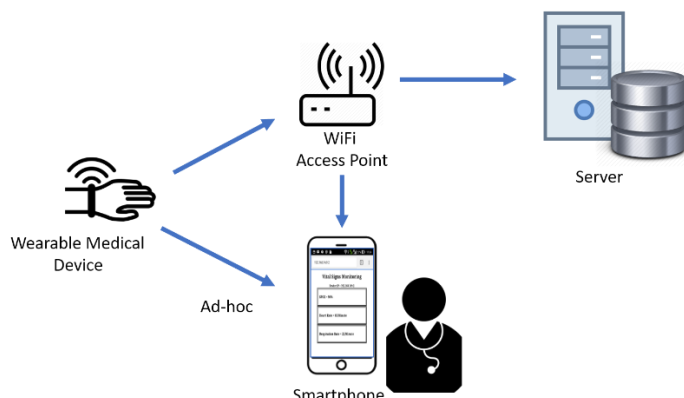 WiFi
Access Point
Server
Wearable Medical
Device
Ad-hoc
Vital Signs Monitoring
Smartphone